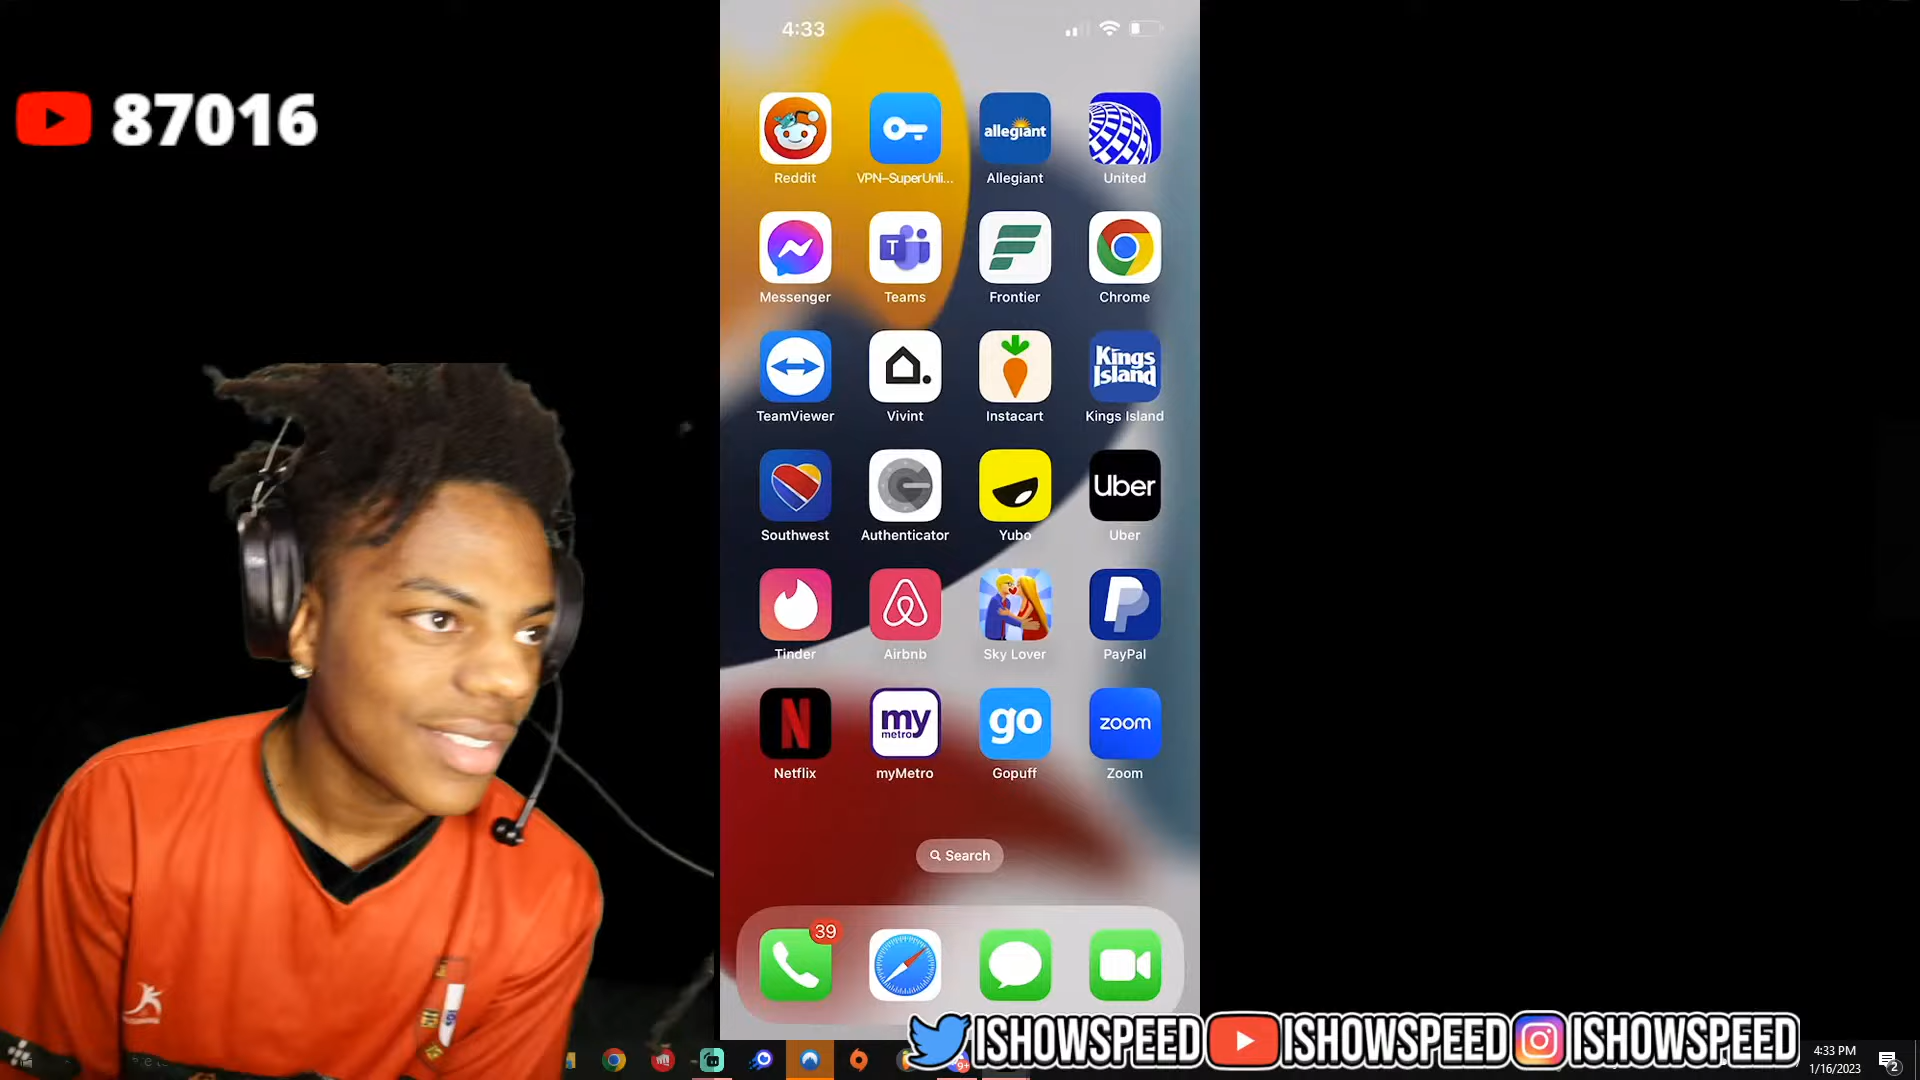 4:33
87016
allegiant
Reddit
VPN–SuperUnli...
Allegiant
United
T
Messenger
Teams
Frontier
Chrome
Kings
Island
TeamViewer
Vivint
Instacart
Kings Island
Uber
Southwest
Authenticator
Yubo
Uber
Tinder
Airbnb
Sky Lover
PayPal
N
my
metro
go
zoom
Netflix
myMetro
Gopuff
Zoom
Search
39
ISHOWSPEED ISHOWSPEED ISHOWSPEED
9+
4:33 PM
1/16/2023
2